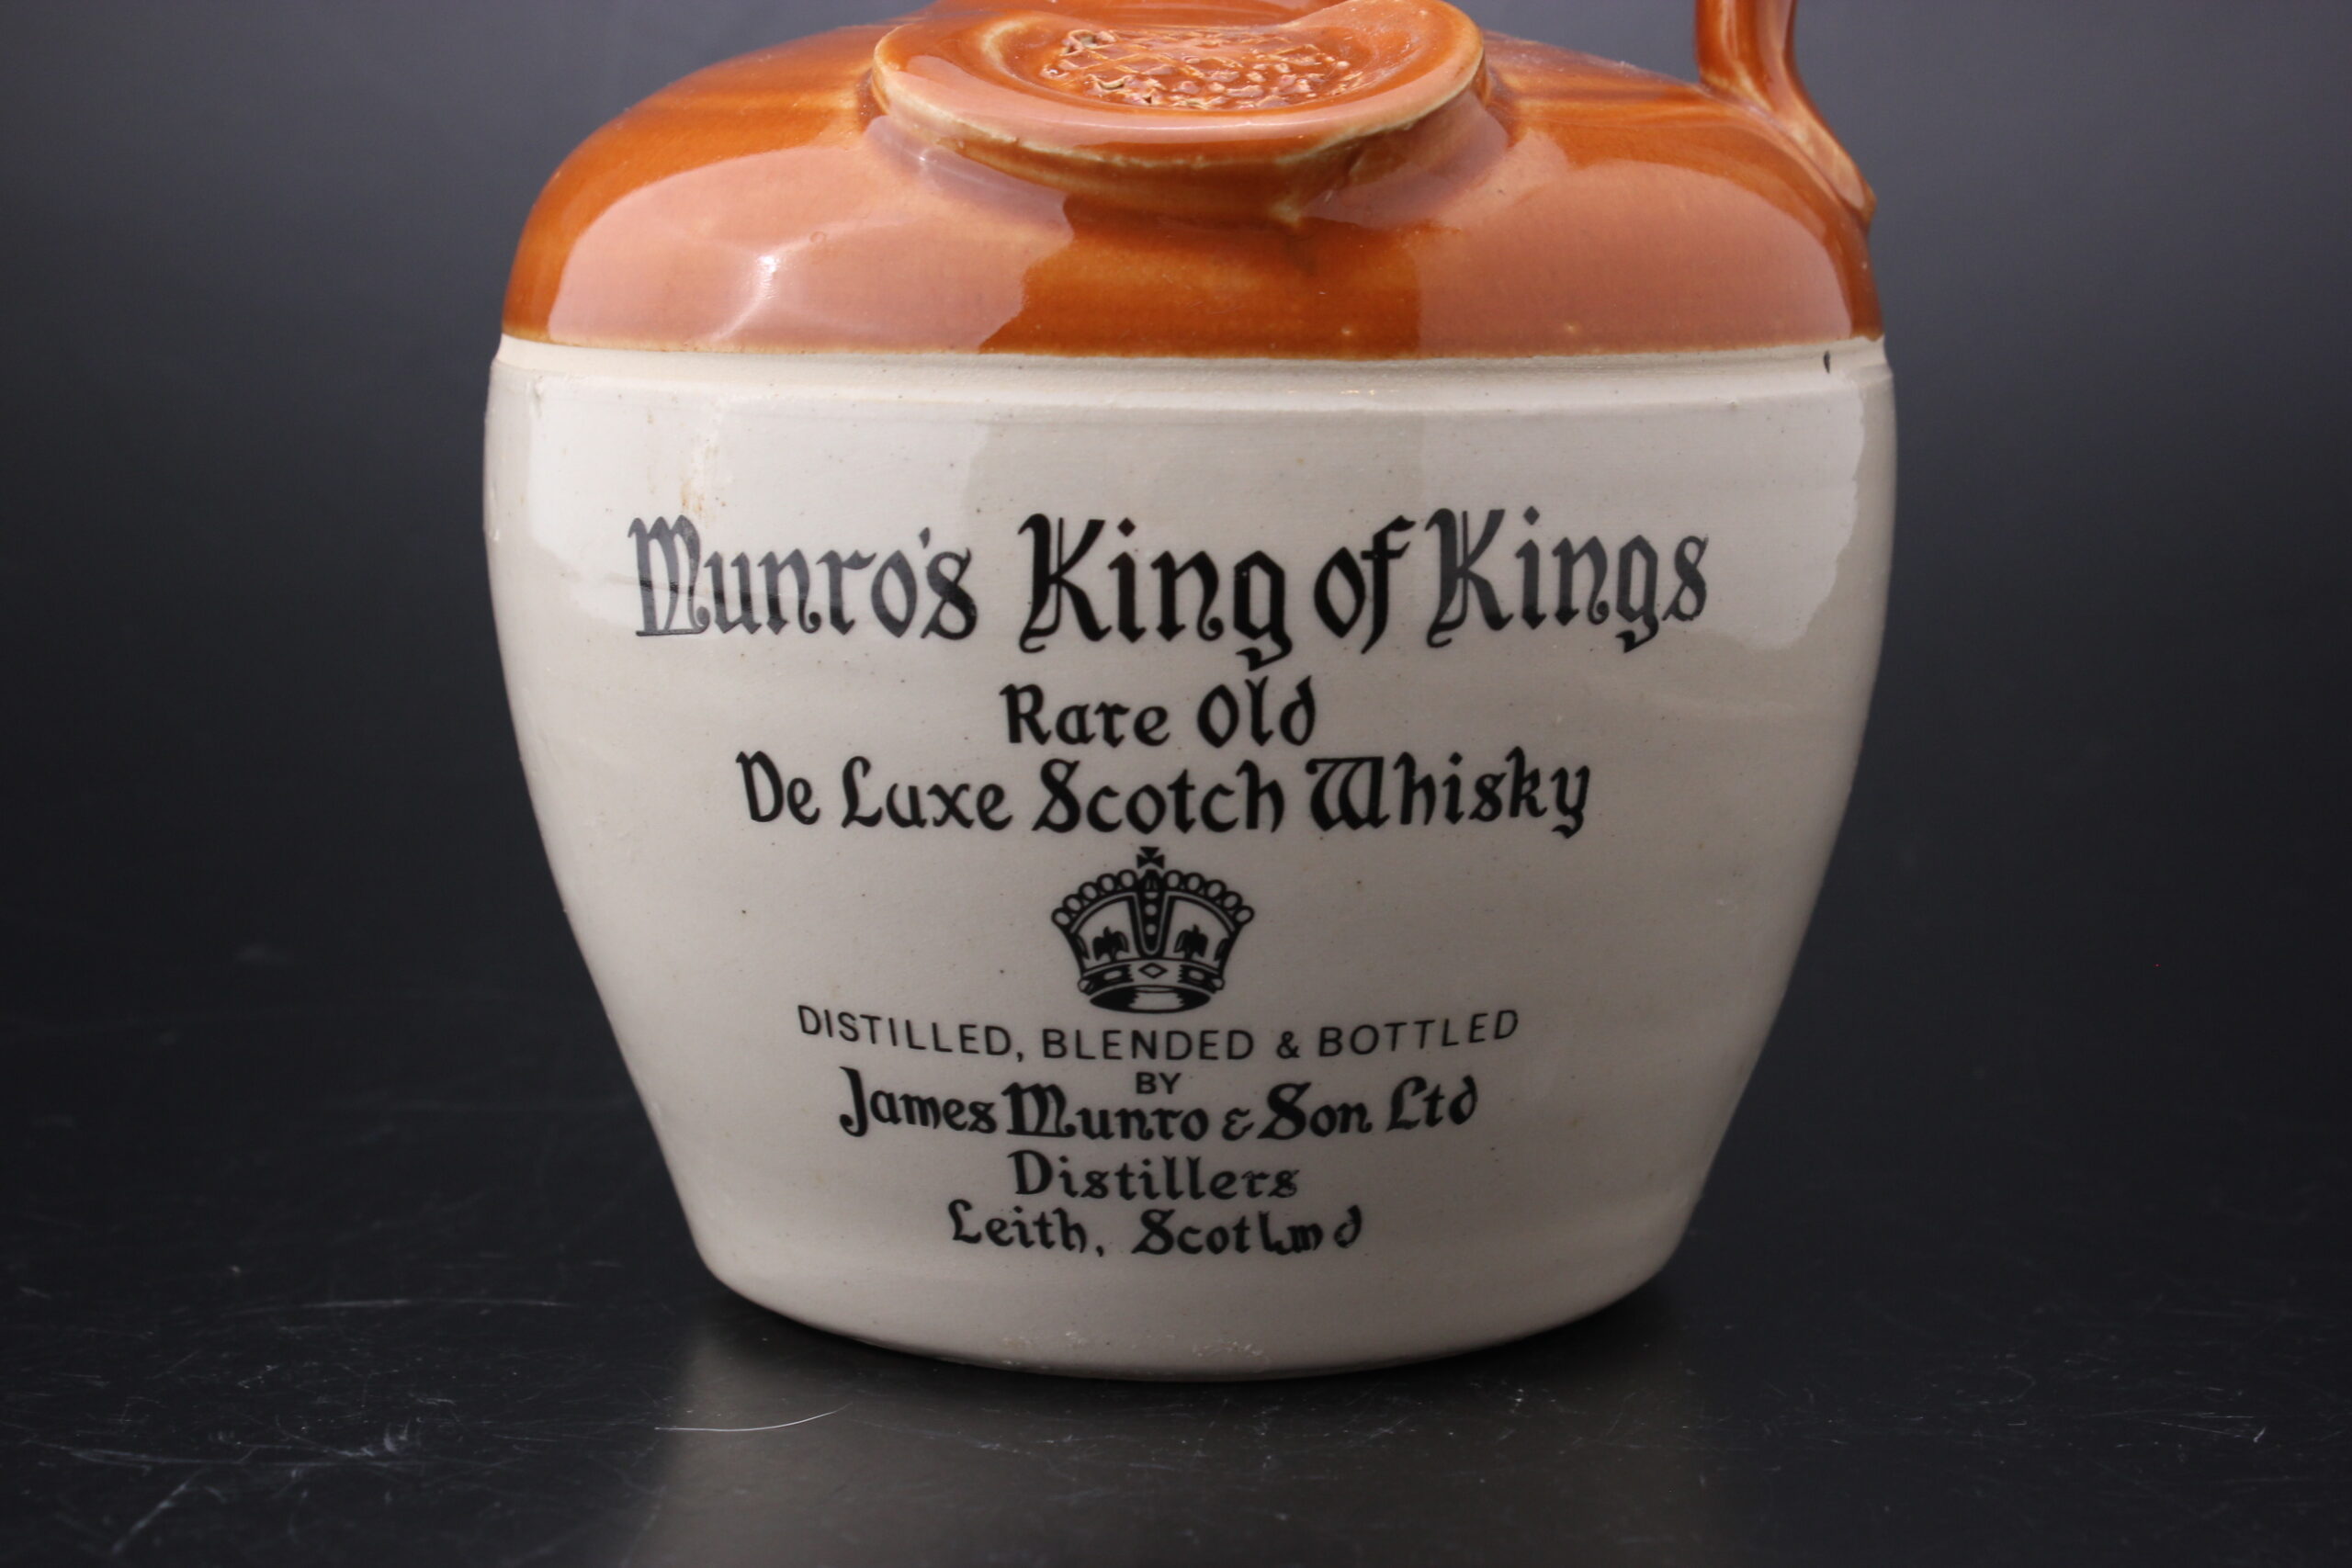 Munro's King of Kings
Rare Old
De Luxe Scotch Whisky
DISTILLED, BLENDED & BOTTLED
BY
James Munro & Son Ltd
Distillers
Leith, Scotland